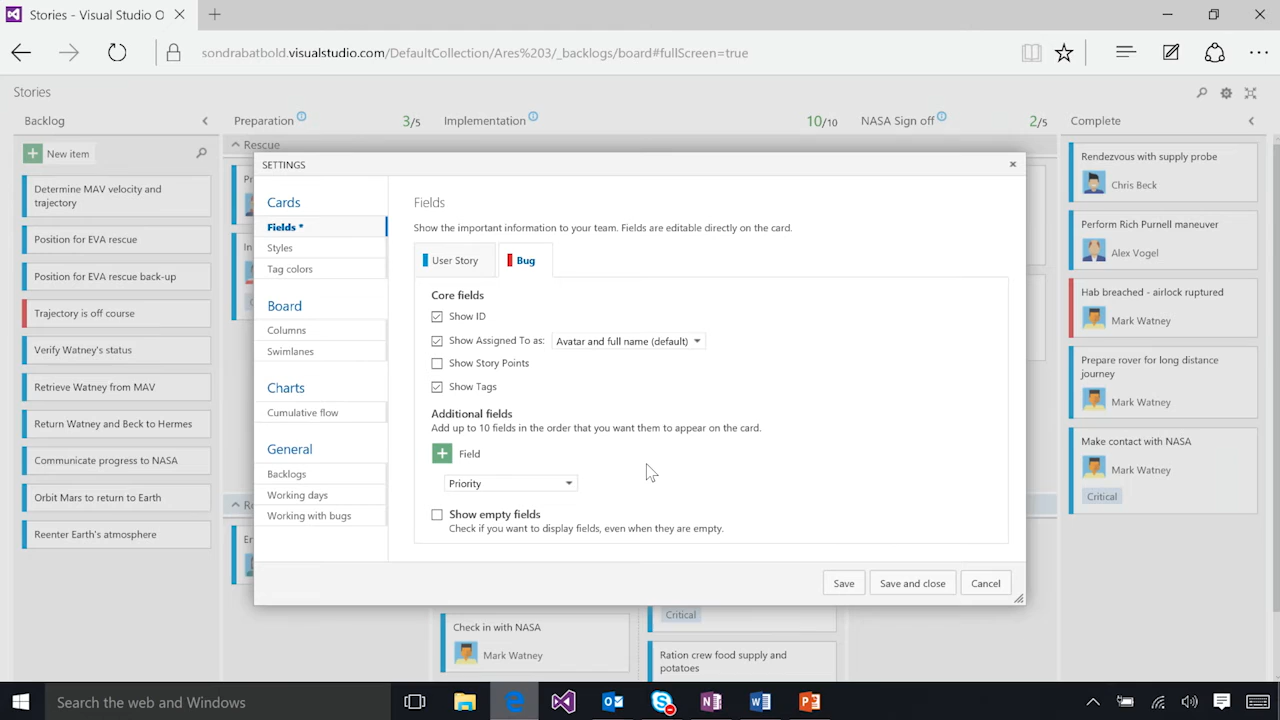 Stories - Visual Studio O
sondrabatbold.visualstudio.com/DefaultCollection/Ares%203/_backlogs/board#fullScreen=true
Stories
Backlog
Preparation
3/5
Implementation
10/10
NASA Sign off
2/5
Complete
Rescue
New item
Determine MAV velocity and
trajectory
Position for EVA rescue
Position for EVA rescue back-up
Trajectory is off course
Verify Watney's status
Retrieve Watney from MAV
Return Watney and Beck to Hermes
Communicate progress to NASA
Orbit Mars to return to Earth
Reenter Earth's atmosphere
SETTINGS
Cards
Fields *
Styles
Tag colors
Board
Columns
Swimlanes
Charts
Cumulative flow
General
Backlogs
Working days
Working with bugs
Fields
Show the important information to your team. Fields are editable directly on the card.
User Story
Bug
Core fields
Show ID
Show Assigned To as:
Avatar and full name (default)
Show Story Points
Show Tags
Additional fields
Add up to 10 fields in the order that you want them to appear on the card.
Field
Priority
Show empty fields
Check if you want to display fields, even when they are empty.
Save
Save and close
Cancel
Check in with NASA
Mark Watney
Critical
Ration crew food supply and
potatoes
Rendezvous with supply probe
Chris Beck
Perform Rich Purnell maneuver
Alex Vogel
Hab breached - airlock ruptured
Mark Watney
Prepare rover for long distance
journey
Mark Watney
Make contact with NASA
Mark Watney
Critical
Search the web and Windows